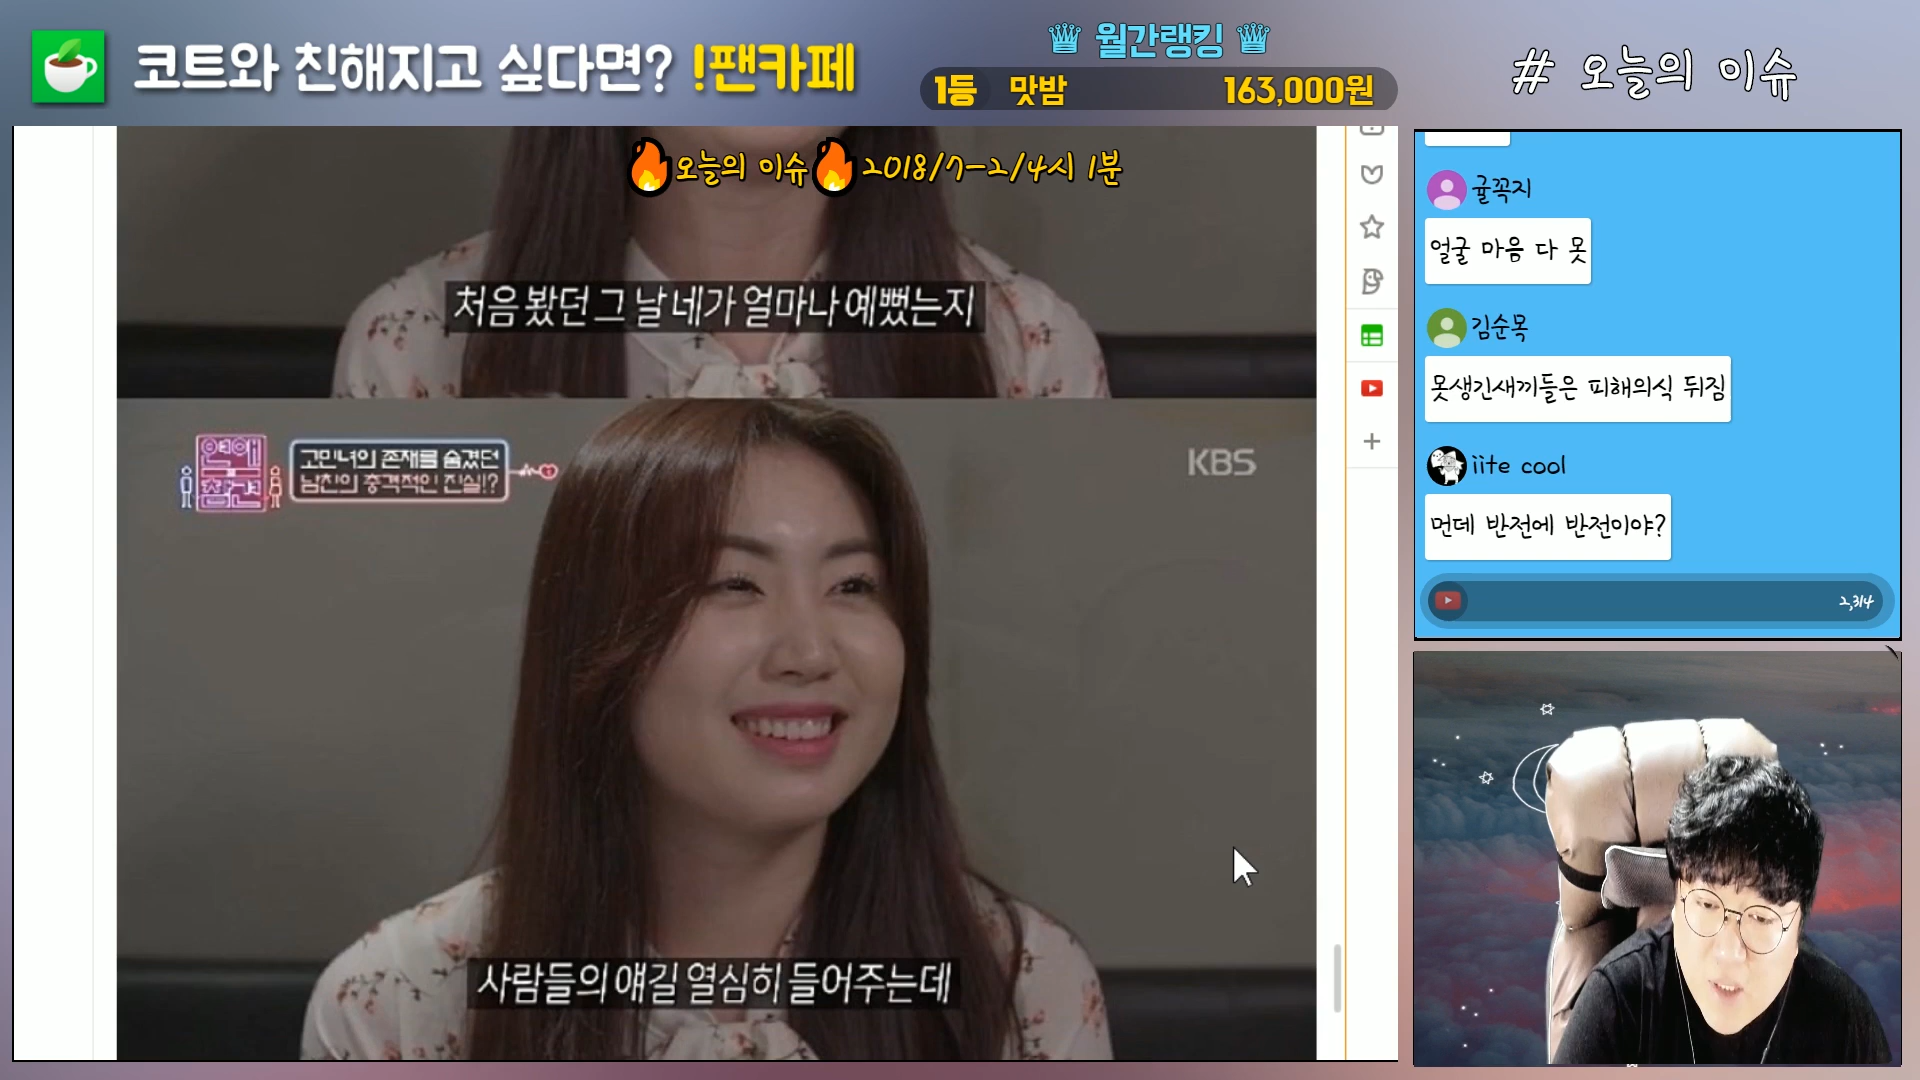 코트와 친해지고 싶다면? !팬카페
월간랭킹
1등 맛밤 163,000원
# 오늘의 이슈
오늘의 이슈 2018/7-2/4시 1분
처음 봤던 그 날 네가 얼마나 예뻤는지
연애의 참견
고민녀의 존재를 숨겼던
남친의 충격적인 진실!?
KBS
사람들의 얘길 열심히 들어주는데
귤꼭지
얼굴 마음 다 못
김순목
못생긴새끼들은 피해의식 뒤짐
iite cool
먼데 반전에 반전이야?
2,314